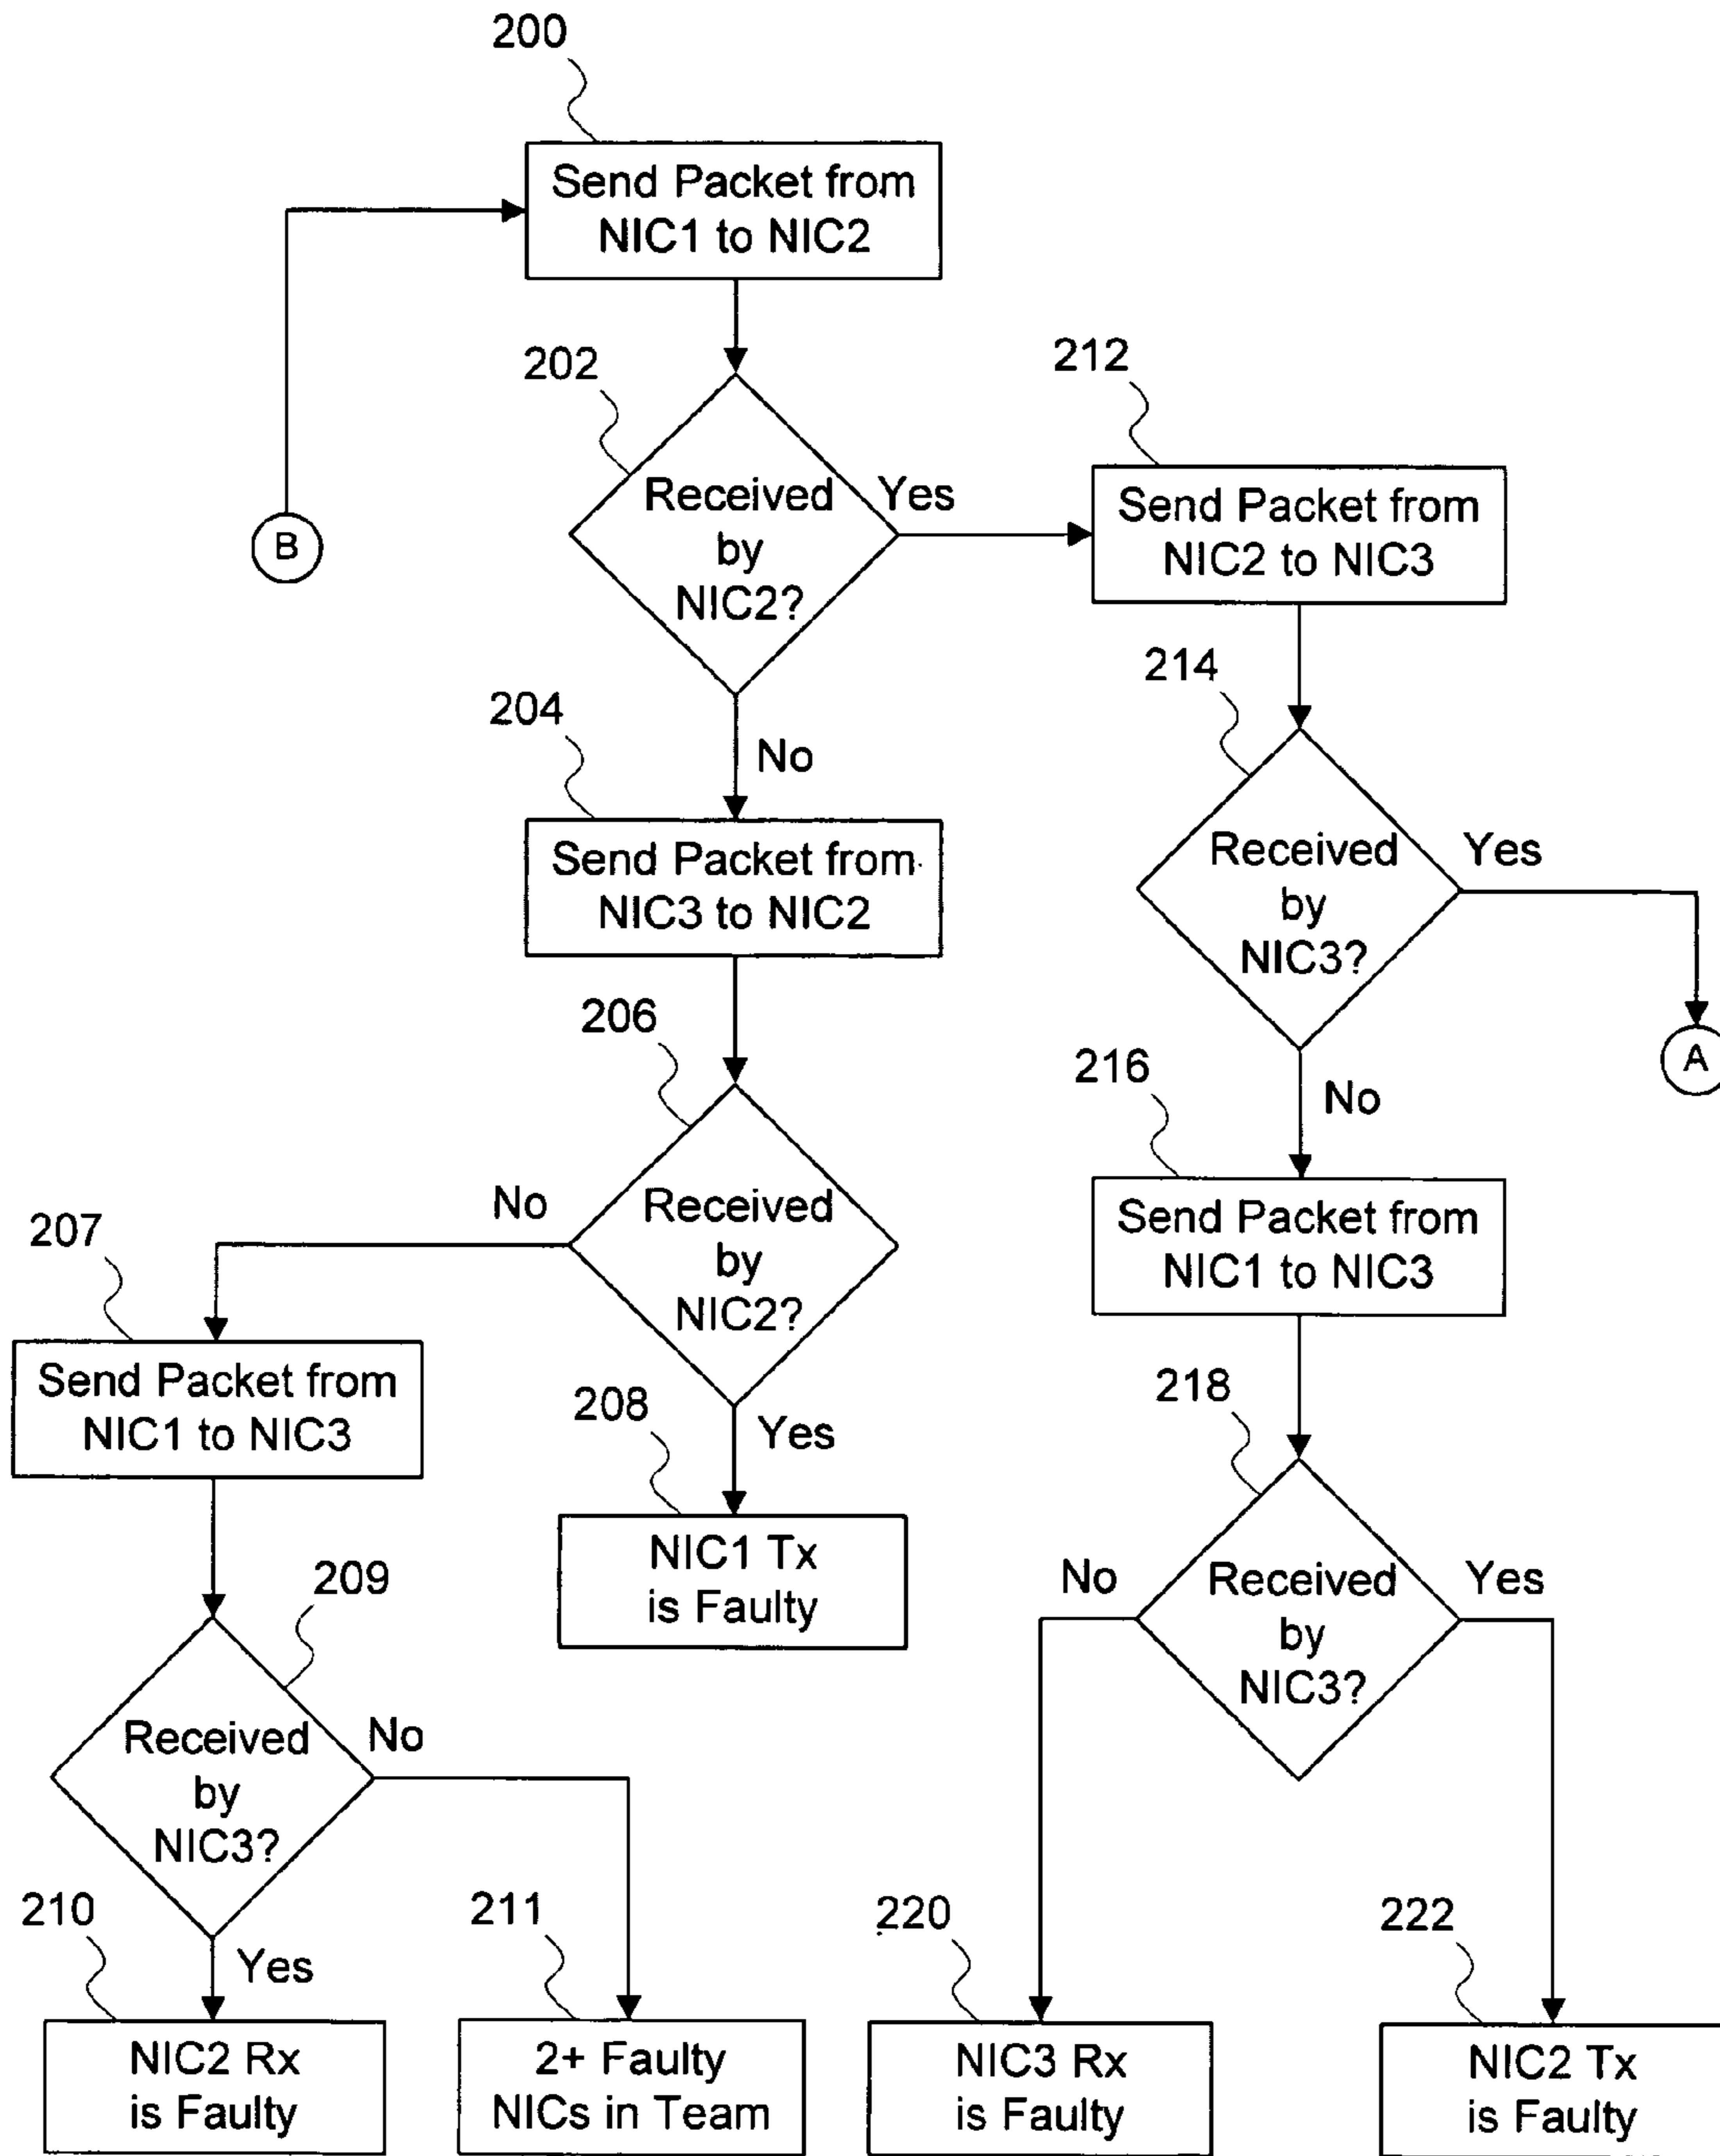 200
Send Packet from
NIC1 to NIC2
202
Received
by
NIC2?
Yes
No
212
Send Packet from
NIC2 to NIC3
B
204
Send Packet from
NIC3 to NIC2
214
Received
by
NIC3?
Yes
No
A
206
Received
by
NIC2?
No
Yes
216
Send Packet from
NIC1 to NIC3
207
Send Packet from
NIC1 to NIC3
208
NIC1 Tx
is Faulty
218
Received
by
NIC3?
No
Yes
209
Received
by
NIC3?
No
Yes
210
NIC2 Rx
is Faulty
211
2+ Faulty
NICs in Team
220
NIC3 Rx
is Faulty
222
NIC2 Tx
is Faulty